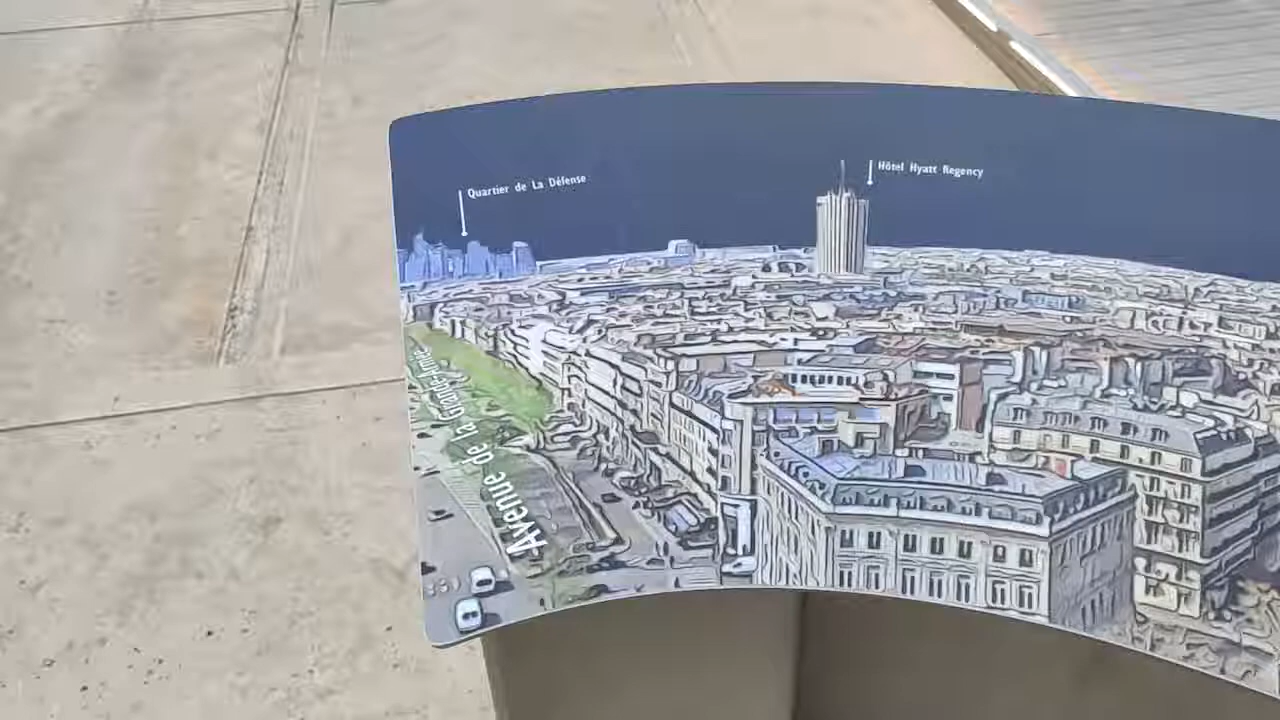 Quartier de La Défense
Hôtel Hyatt Regency
Avenue de la Grande-Armée